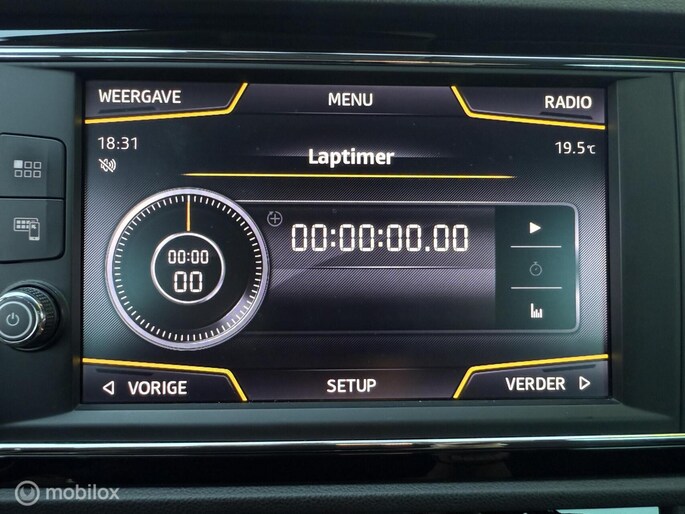 WEERGAVE MENU RADIO
18:31 19.5°C
Laptimer
00:00:00.00
00:00
00
VORIGE SETUP VERDER
mobilox